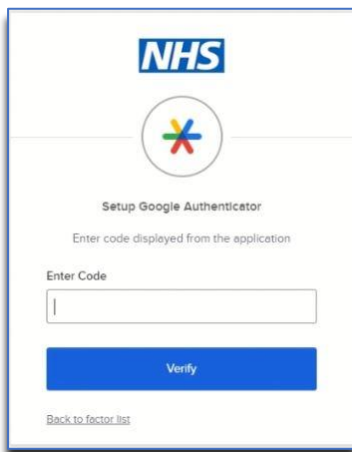 NHS
Setup Google Authenticator
Enter code displayed from the application
Enter Code
Verify
Back to factor list